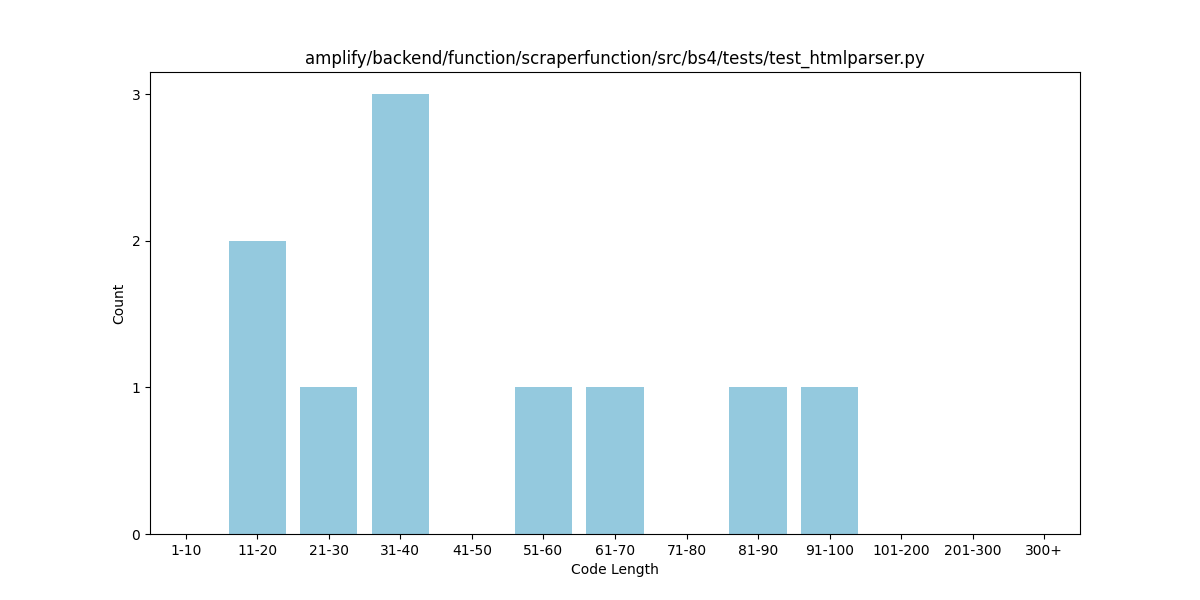 amplify/backend/function/scraperfunction/src/bs4/tests/test_htmlparser.py
3
2
1
0
Count
1-10 11-20 21-30 31-40 41-50 51-60 61-70 71-80 81-90 91-100 101-200 201-300 300+
Code Length